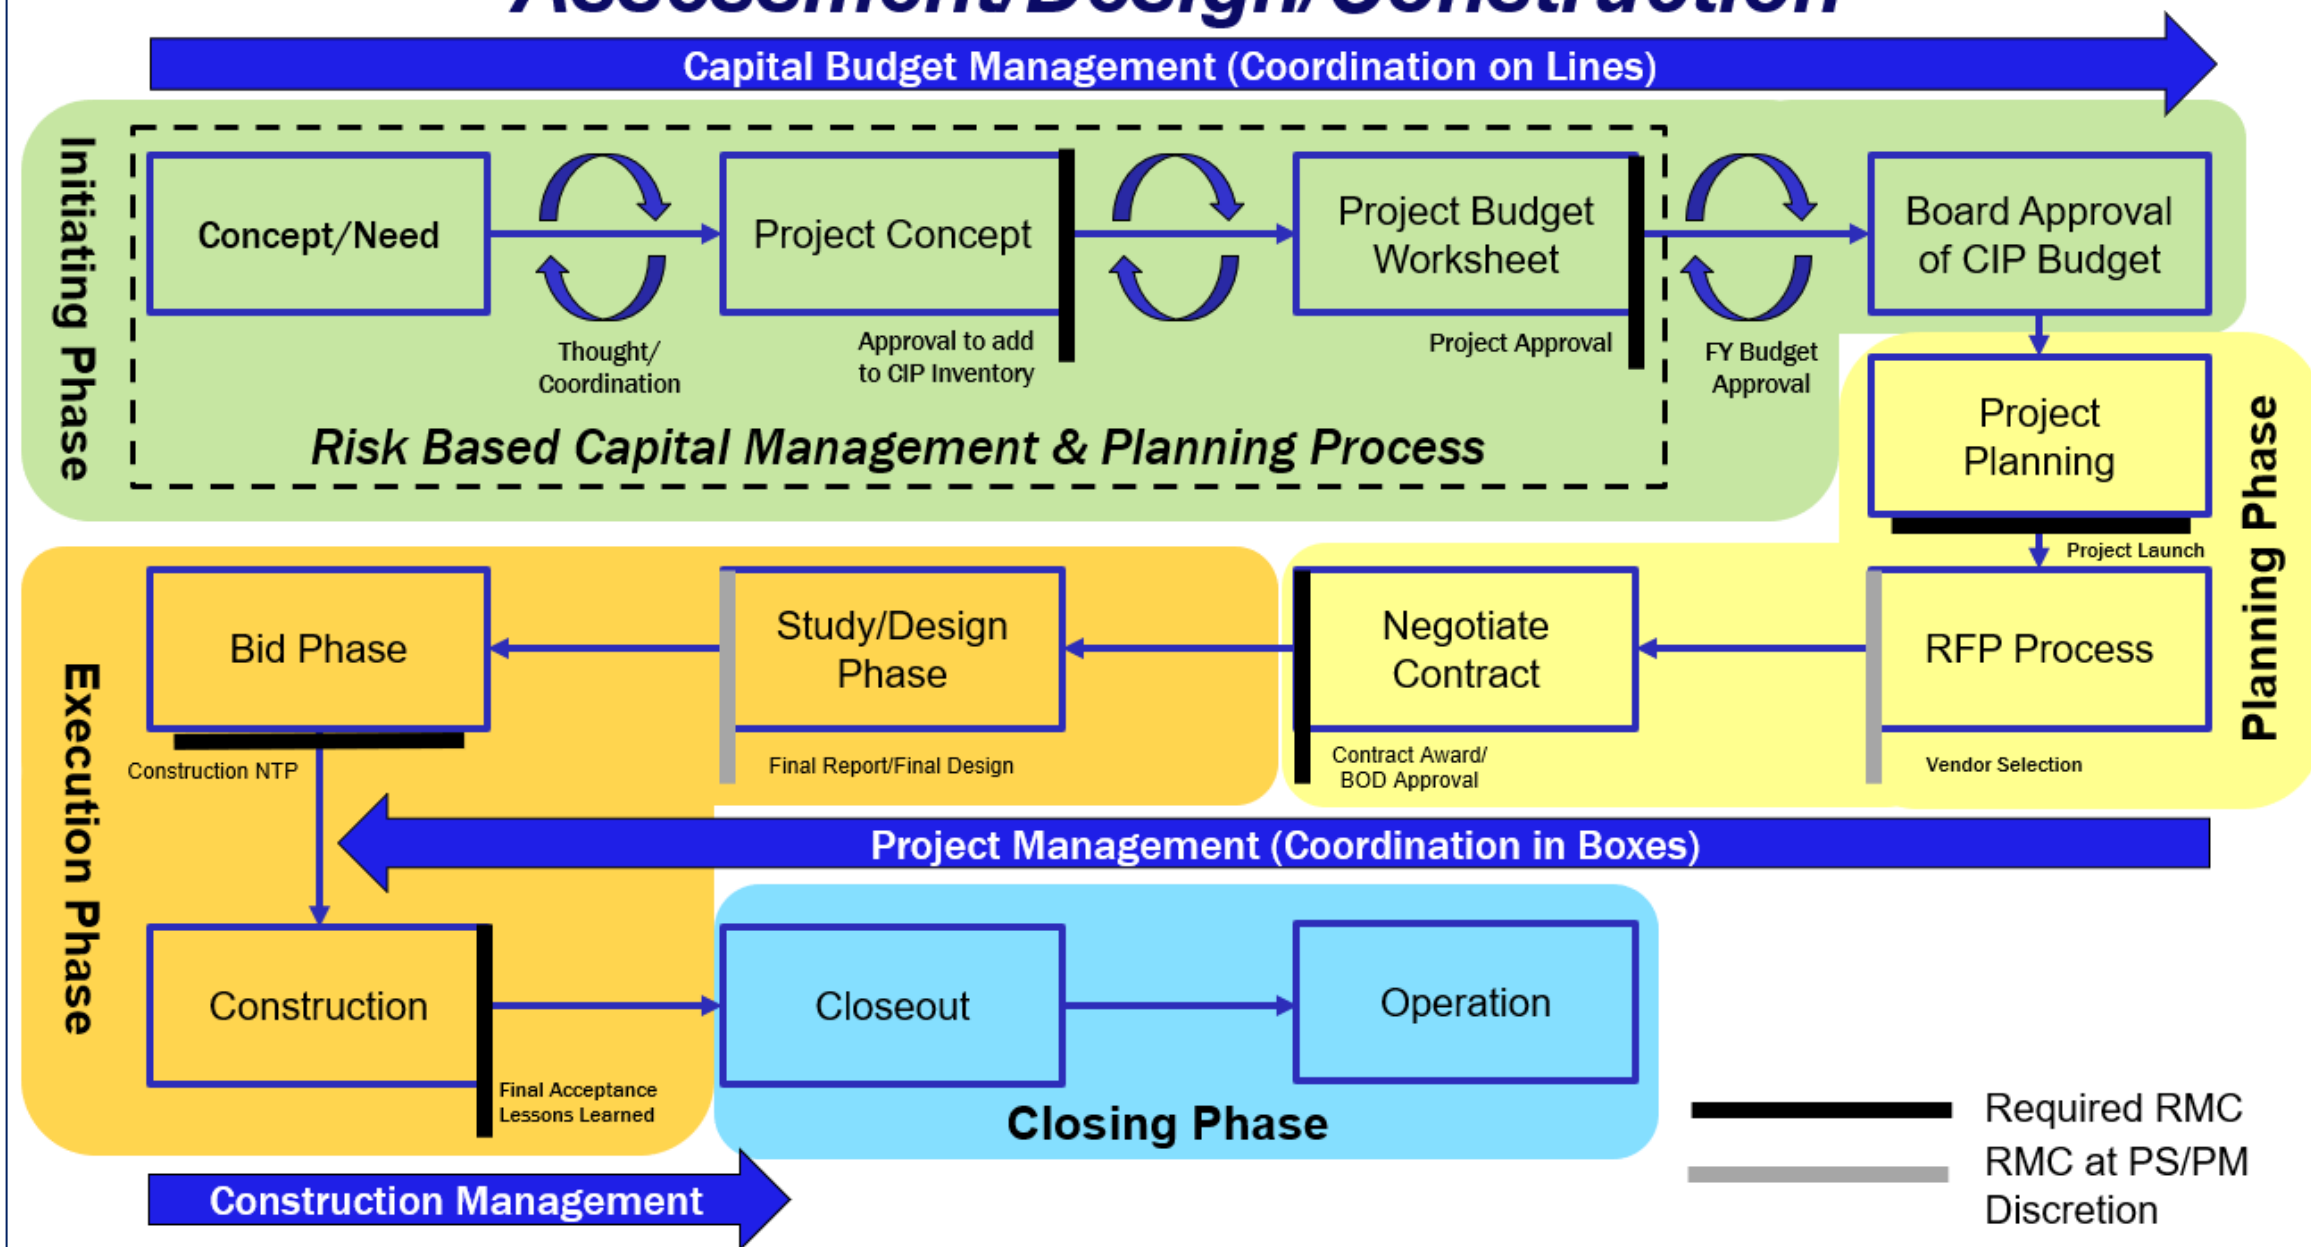 Assessment/Design/Construction
Capital Budget Management (Coordination on Lines)
Initiating Phase
Concept/Need
Thought/
Coordination
Project Concept
Approval to add
to CIP Inventory
Project Budget
Worksheet
Project Approval
FY Budget
Approval
Board Approval
of CIP Budget
Risk Based Capital Management & Planning Process
Project
Planning
Project Launch
Planning Phase
RFP Process
Vendor Selection
Negotiate
Contract
Contract Award/
BOD Approval
Study/Design
Phase
Final Report/Final Design
Bid Phase
Construction NTP
Execution Phase
Project Management (Coordination in Boxes)
Construction
Final Acceptance
Lessons Learned
Closeout
Operation
Closing Phase
Construction Management
Required RMC
RMC at PS/PM
Discretion